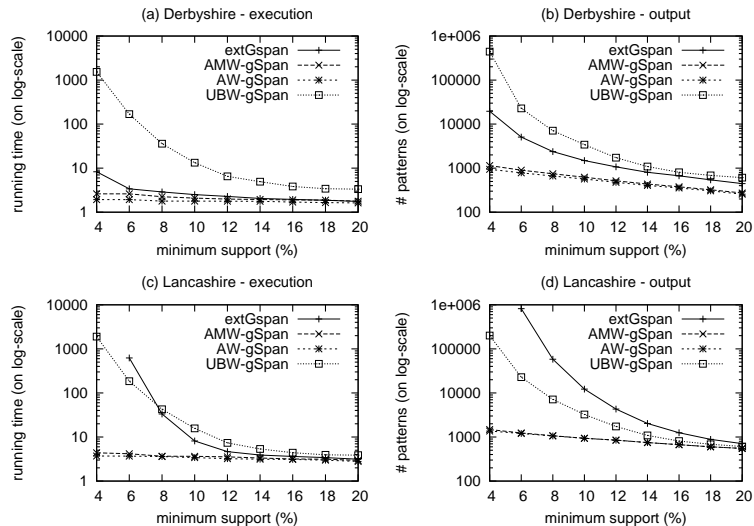 (a) Derbyshire - execution
running time (on log-scale)
10000
1000
100
10
1
4 6 8 10 12 14 16 18 20
minimum support (%)
extGspan
AMW-gSpan
AW-gSpan
UBW-gSpan
(b) Derbyshire - output
# patterns (on log-scale)
1e+006
100000
10000
1000
100
4 6 8 10 12 14 16 18 20
minimum support (%)
extGspan
AMW-gSpan
AW-gSpan
UBW-gSpan
(c) Lancashire - execution
running time (on log-scale)
10000
1000
100
10
1
4 6 8 10 12 14 16 18 20
minimum support (%)
extGspan
AMW-gSpan
AW-gSpan
UBW-gSpan
(d) Lancashire - output
# patterns (on log-scale)
1e+006
100000
10000
1000
100
4 6 8 10 12 14 16 18 20
minimum support (%)
extGspan
AMW-gSpan
AW-gSpan
UBW-gSpan